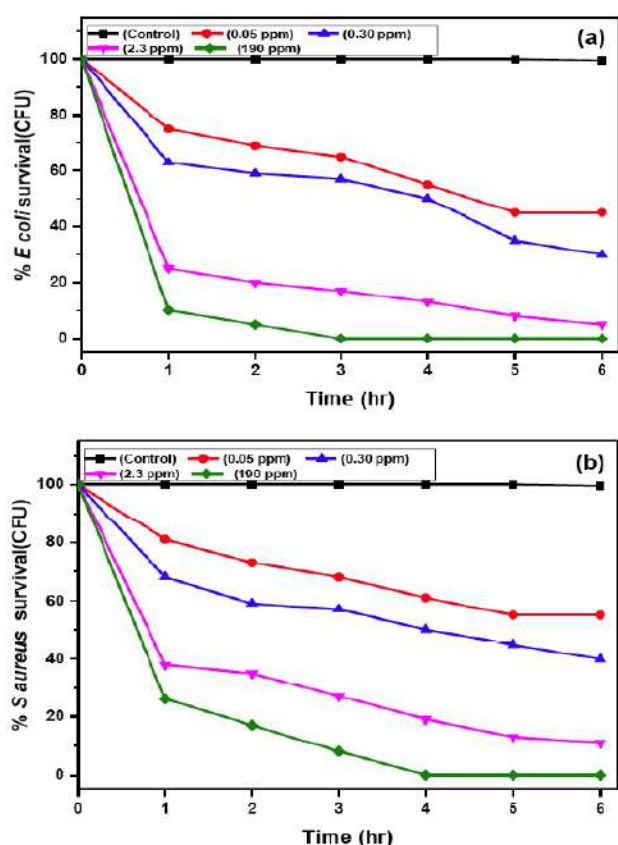 (Control) (0.05 ppm) (0.30 ppm)
(2.3 ppm) (190 ppm)
(a)
100
80
60
40
20
0
% E coli survival(CFU)
0 1 2 3 4 5 6
Time (hr)
(Control) (0.05 ppm) (0.30 ppm)
(2.3 ppm) (190 ppm)
(b)
100
80
60
40
20
0
% S aureus survival(CFU)
0 1 2 3 4 5 6
Time (hr)